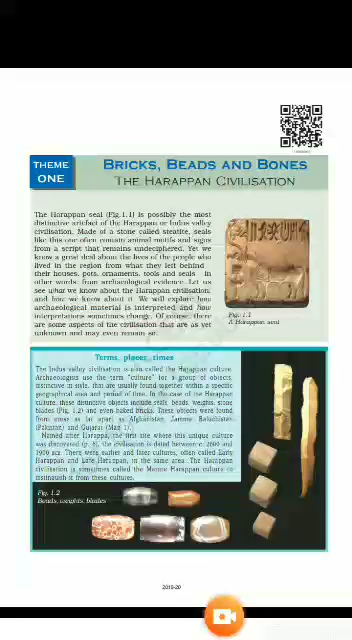 THEME
ONE
BRICKS, BEADS AND BONES
THE HARAPPAN CIVILISATION
The Harappan seal (Fig.1.1) is possibly the most
distinctive artefact of the Harappan or Indus valley
civilisation. Made of a stone called steatite, seals
like this one often contain animal motifs and signs
from a script that remains undeciphered. Yet we
know a great deal about the lives of the people who
lived in the region from what they left behind –
their houses, pots, ornaments, tools and seals – in
other words, from archaeological evidence. Let us
see what we know about the Harappan civilisation,
and how we know about it. We will explore how
archaeological material is interpreted and how
interpretations sometimes change. Of course, there
are some aspects of the civilisation that are as yet
unknown and may even remain so.
Fig. 1.1
A Harappan seal
Terms, places, times
The Indus valley civilisation is also called the Harappan culture.
Archaeologists use the term "culture" for a group of objects,
distinctive in style, that are usually found together within a specific
geographical area and period of time. In the case of the Harappan
culture, these distinctive objects include seals, beads, weights, stone
blades (Fig. 1.2) and even baked bricks. These objects were found
from areas as far apart as Afghanistan, Jammu, Baluchistan
(Pakistan) and Gujarat (Map 1).
Named after Harappa, the first site where this unique culture
was discovered (p. 6), the civilisation is dated between c. 2600 and
1900 BCE. There were earlier and later cultures, often called Early
Harappan and Late Harappan, in the same area. The Harappan
civilisation is sometimes called the Mature Harappan culture to
distinguish it from these cultures.
Fig. 1.2
Beads, weights, blades
2019-20